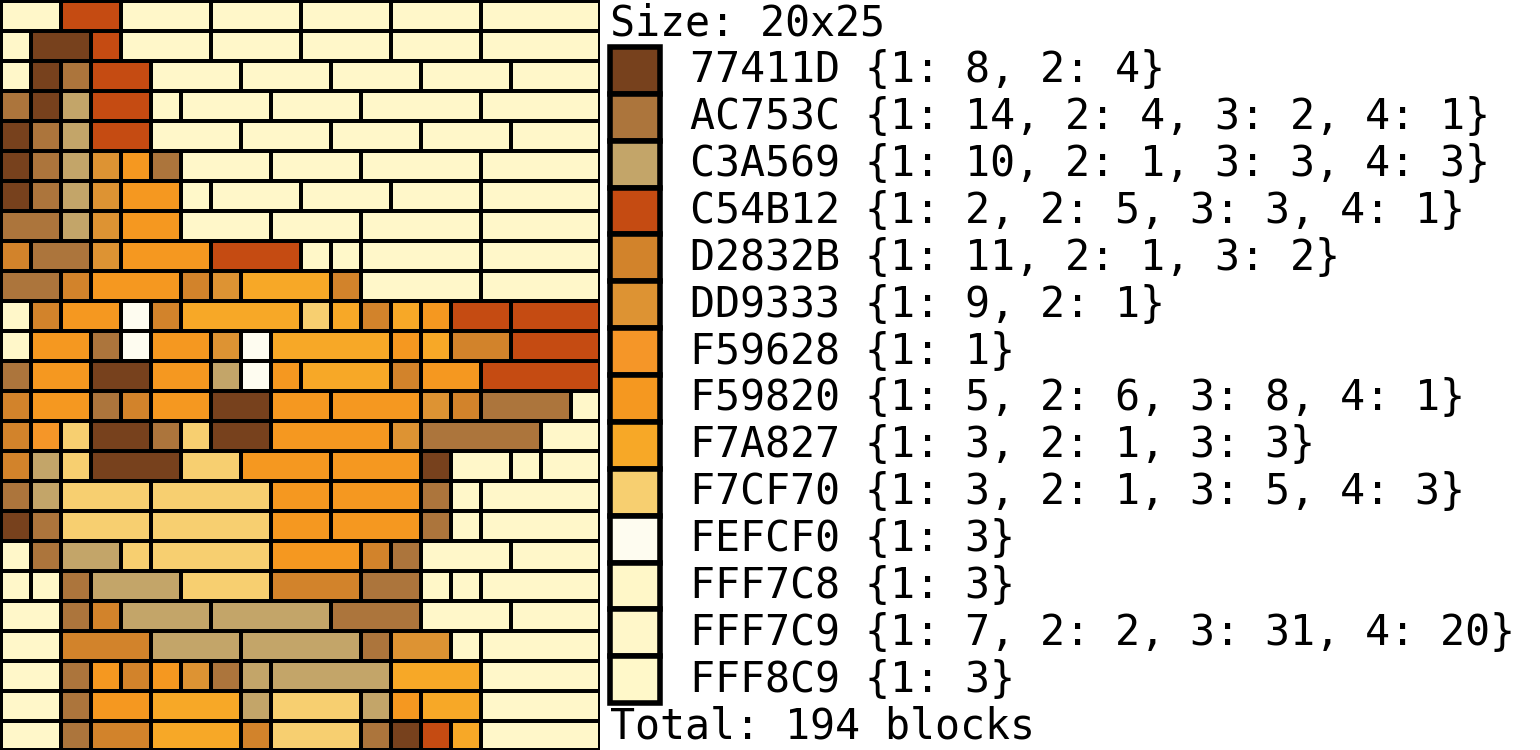 Size: 20x25
77411D {1: 8, 2: 4}
AC753C {1: 14, 2: 4, 3: 2, 4: 1}
C3A569 {1: 10, 2: 1, 3: 3, 4: 3}
C54B12 {1: 2, 2: 5, 3: 3, 4: 1}
D2832B {1: 11, 2: 1, 3: 2}
DD9333 {1: 9, 2: 1}
F59628 {1: 1}
F59820 {1: 5, 2: 6, 3: 8, 4: 1}
F7A827 {1: 3, 2: 1, 3: 3}
F7CF70 {1: 3, 2: 1, 3: 5, 4: 3}
FEFCF0 {1: 3}
FFF7C8 {1: 3}
FFF7C9 {1: 7, 2: 2, 3: 31, 4: 20}
FFF8C9 {1: 3}
Total: 194 blocks